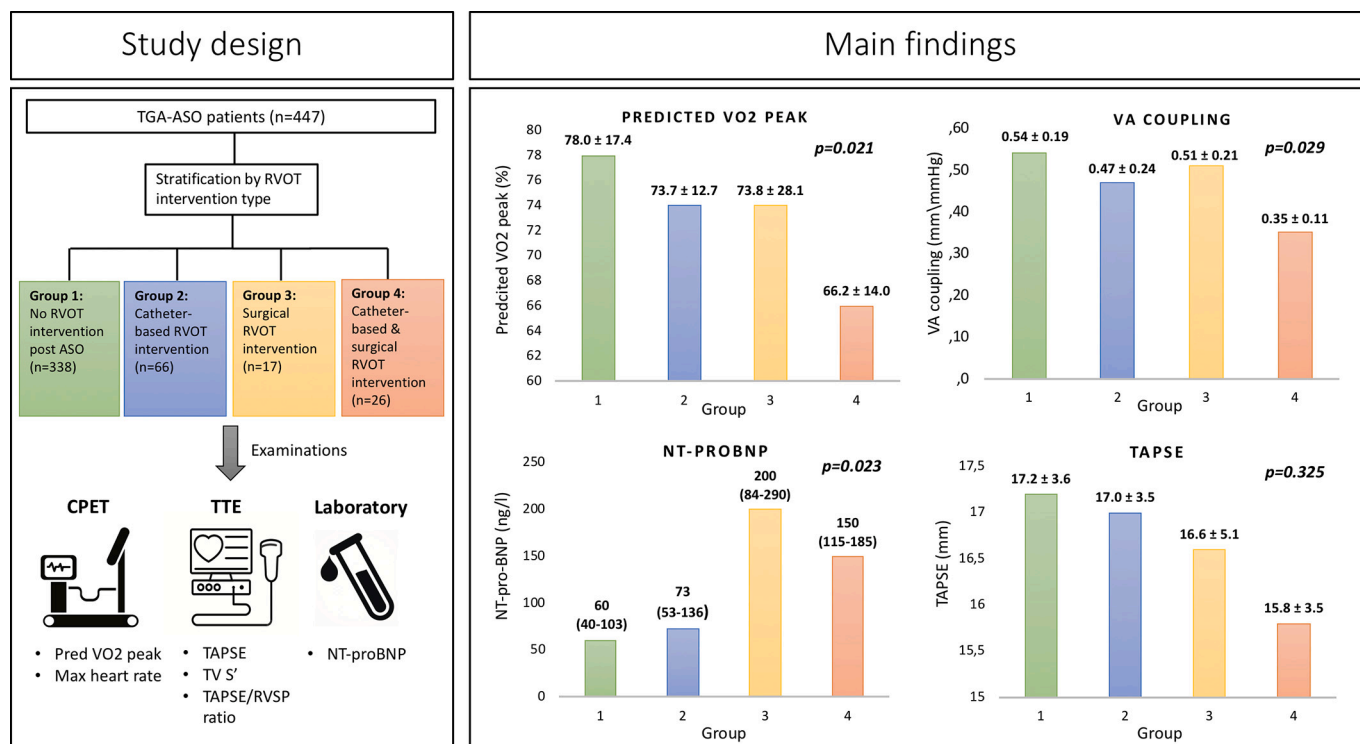 Study design
TGA-ASO patients (n=447)
Stratification by RVOT
intervention type
Group 1:
No RVOT
intervention
post ASO
(n=338)
Group 2:
Catheter-
based RVOT
intervention
(n=66)
Group 3:
Surgical
RVOT
intervention
(n=17)
Group 4:
Catheter-
based &
surgical
RVOT
intervention
(n=26)
Examinations
CPET
TTE
Laboratory
• Pred VO2 peak
• Max heart rate
• TAPSE
• TV S’
• TAPSE/RVSP
ratio
• NT-proBNP
Main findings
PREDICTED VO2 PEAK
p=0.021
Predcited VO2 peak (%)
80
78
76
74
72
70
68
66
64
62
60
78.0 ± 17.4
73.7 ± 12.7
73.8 ± 28.1
66.2 ± 14.0
1
2
3
4
Group
VA COUPLING
p=0.029
VA coupling (mm\mmHg)
,60
,50
,40
,30
,20
,10
,0
0.54 ± 0.19
0.47 ± 0.24
0.51 ± 0.21
0.35 ± 0.11
1
2
3
4
Group
NT-PROBNP
p=0.023
NT-pro-BNP (ng/l)
250
200
150
100
50
0
60
(40-103)
73
(53-136)
200
(84-290)
150
(115-185)
1
2
3
4
Group
TAPSE
p=0.325
TAPSE (mm)
17,5
17
16,5
16
15,5
15
17.2 ± 3.6
17.0 ± 3.5
16.6 ± 5.1
15.8 ± 3.5
1
2
3
4
Group